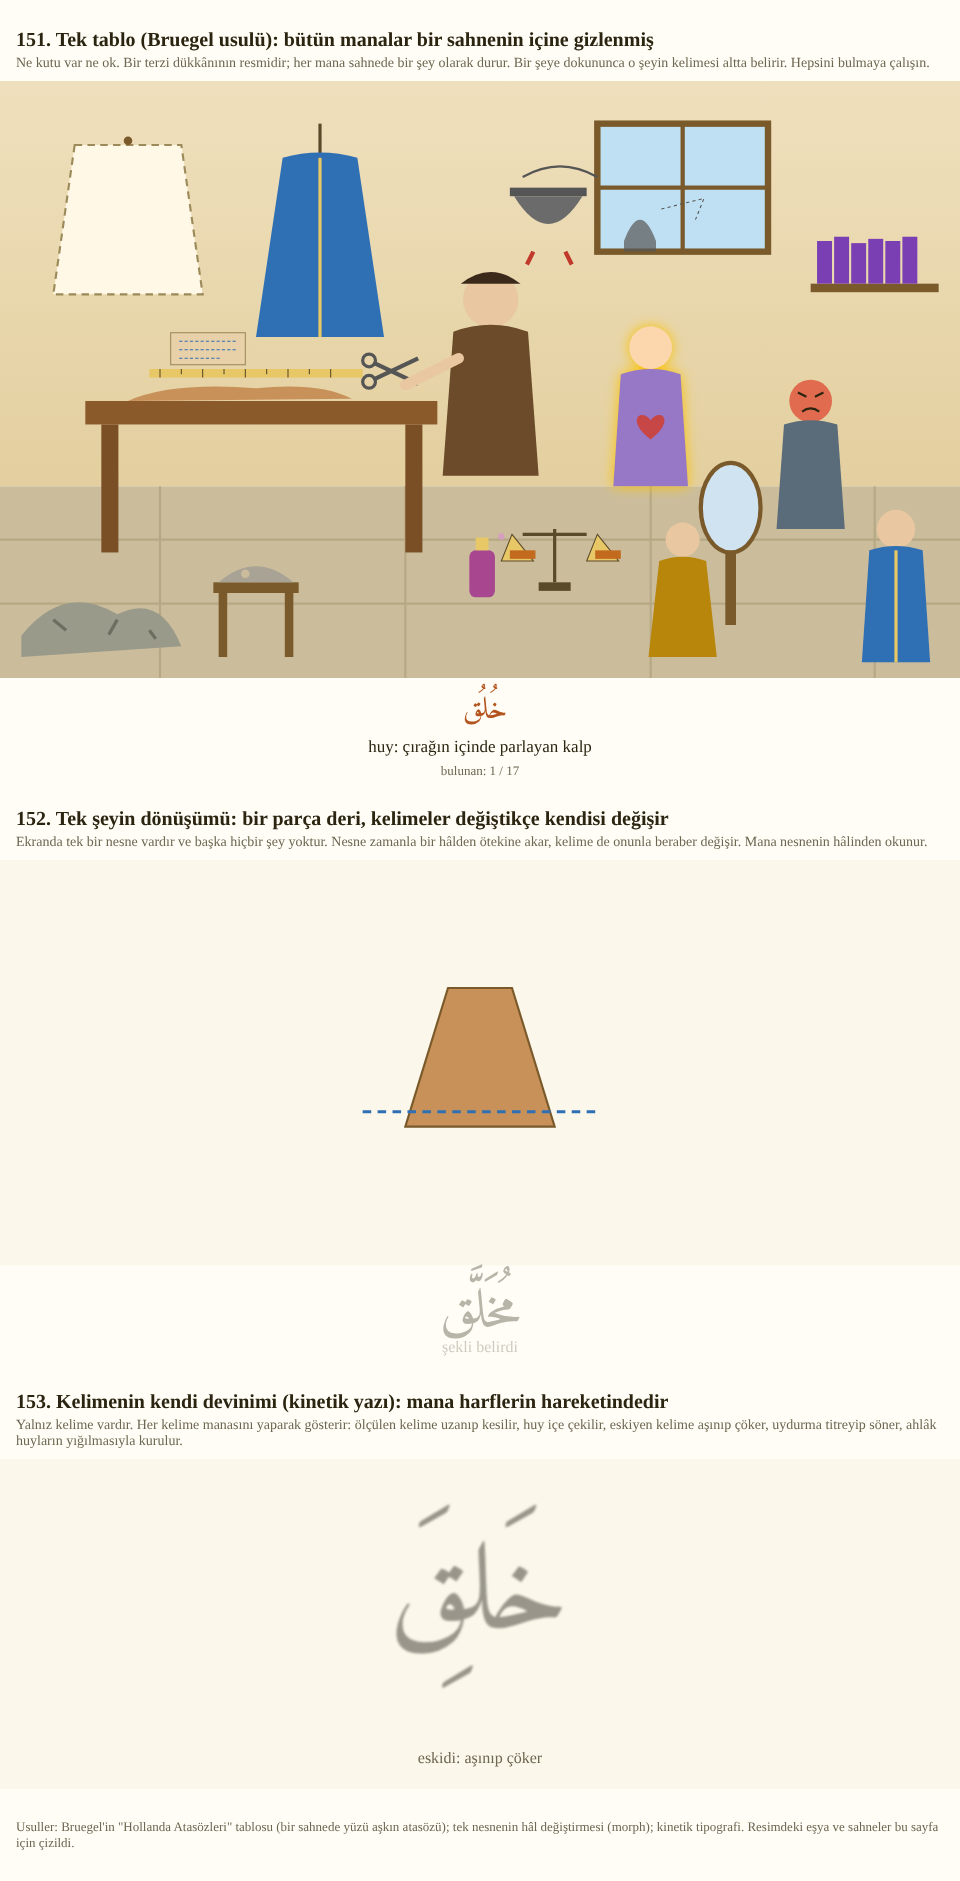 151. Tek tablo (Bruegel usulü): bütün manalar bir sahnenin içine gizlenmiş
Ne kutu var ne ok. Bir terzi dükkânının resmidir; her mana sahnede bir şey olarak durur. Bir şeye dokununca o şeyin kelimesi altta belirir. Hepsini bulmaya çalışın.
خُلُق
huy: çırağın içinde parlayan kalp
bulunan: 1 / 17
152. Tek şeyin dönüşümü: bir parça deri, kelimeler değiştikçe kendisi değişir
Ekranda tek bir nesne vardır ve başka hiçbir şey yoktur. Nesne zamanla bir hâlden ötekine akar, kelime de onunla beraber değişir. Mana nesnenin hâlinden okunur.
مُخَلَّق
şekli belirdi
153. Kelimenin kendi devinimi (kinetik yazı): mana harflerin hareketindedir
Yalnız kelime vardır. Her kelime manasını yaparak gösterir: ölçülen kelime uzanıp kesilir, huy içe çekilir, eskiyen kelime aşınıp çöker, uydurma titreyip söner, ahlâk
huyların yığılmasıyla kurulur.
خَلِقَ
eskidi: aşınıp çöker
Usuller: Bruegel'in "Hollanda Atasözleri" tablosu (bir sahnede yüzü aşkın atasözü); tek nesnenin hâl değiştirmesi (morph); kinetik tipografi. Resimdeki eşya ve sahneler bu sayfa
için çizildi.